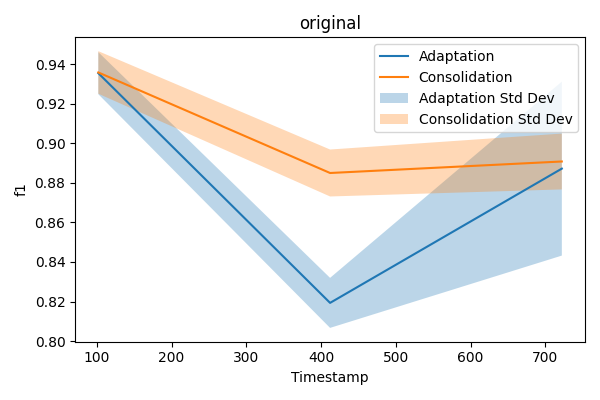 original
Adaptation
Consolidation
Adaptation Std Dev
Consolidation Std Dev
f1
0.94
0.92
0.90
0.88
0.86
0.84
0.82
0.80
100 200 300 400 500 600 700
Timestamp